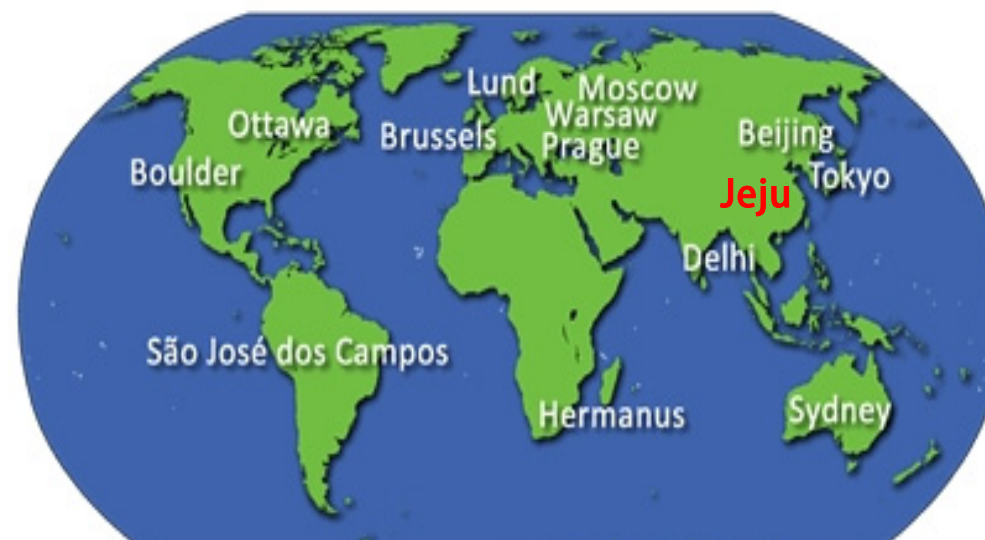 Lund
Moscow
Warsaw
Ottawa
Brussels
Beijing
Prague
Boulder
Tokyo
Jeju
Delhi
São José dos Campos
Hermanus
Sydney